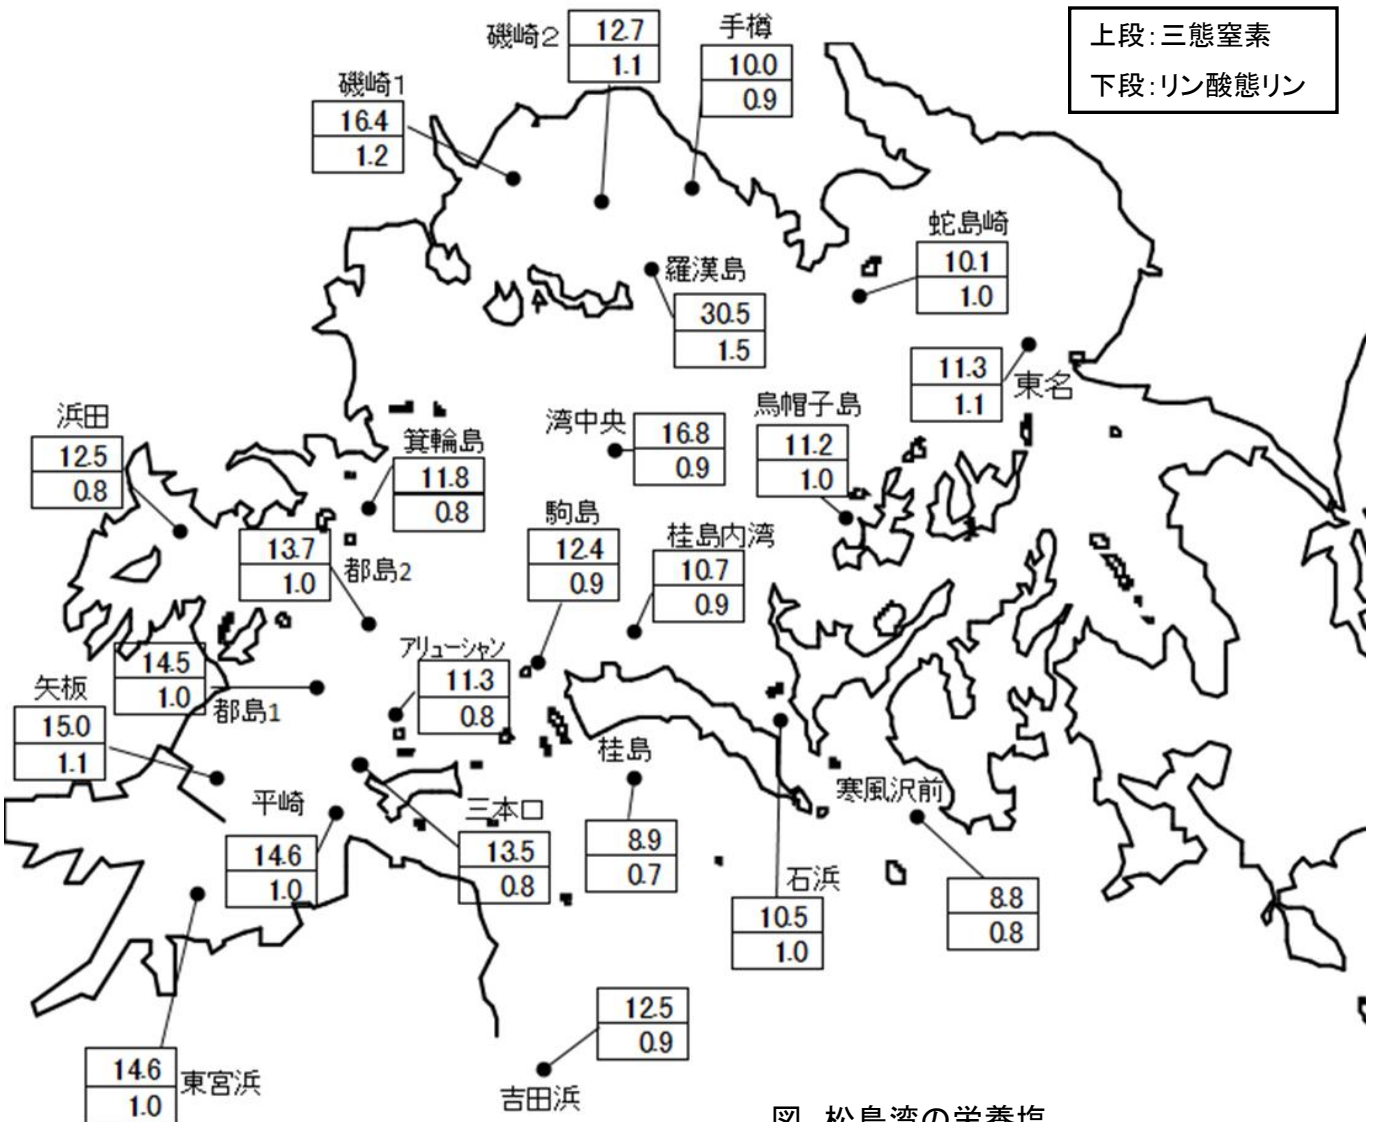 上段：三態窒素
下段：リン酸態リン
磯崎2
12.7
1.1
手樽
10.0
0.9
磯崎1
16.4
1.2
蛇島崎
10.1
1.0
羅漢島
30.5
1.5
11.3
1.1
東名
浜田
12.5
0.8
箕輪島
11.8
0.8
湾中央
16.8
0.9
烏帽子島
11.2
1.0
13.7
1.0
都島2
駒島
12.4
0.9
桂島内湾
10.7
0.9
14.5
1.0
都島1
アリューシャン
11.3
0.8
矢板
15.0
1.1
平崎
14.6
1.0
三本口
13.5
0.8
桂島
8.9
0.7
石浜
10.5
1.0
寒風沢前
8.8
0.8
14.6
1.0
東宮浜
12.5
0.9
吉田浜
図 松島湾の栄養塩